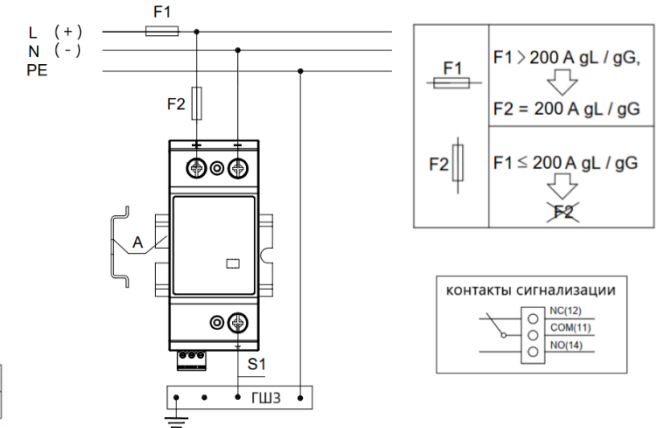 F1
L (+)
N (-)
PE
F2
+ -
A
S1
ГШЗ
F1
F1 > 200 A gL / gG,
F2 = 200 A gL / gG
F2
F1 ≤ 200 A gL / gG
F2
контакты сигнализации
NC(12)
COM(11)
NO(14)